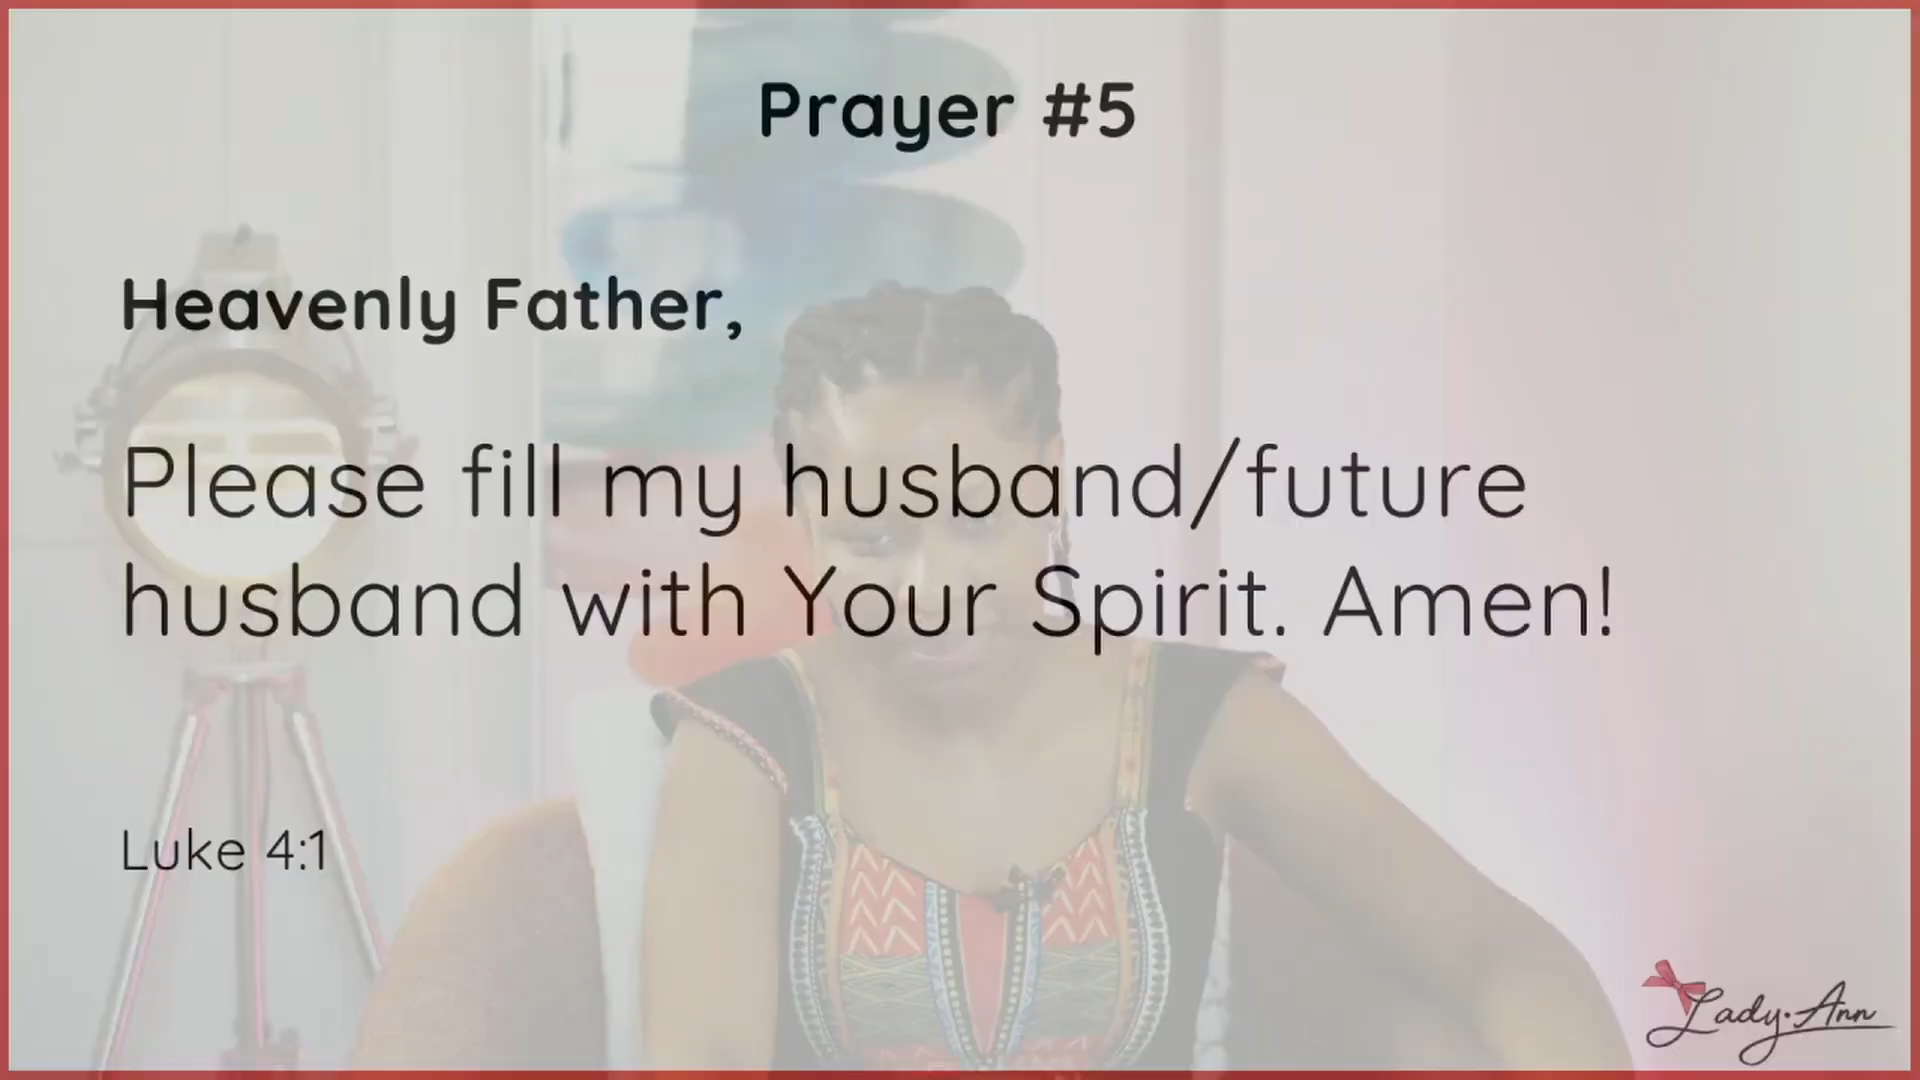 Prayer #5
Heavenly Father,
Please fill my husband/future
husband with Your Spirit. Amen!
Luke 4:1
Lady·Ann